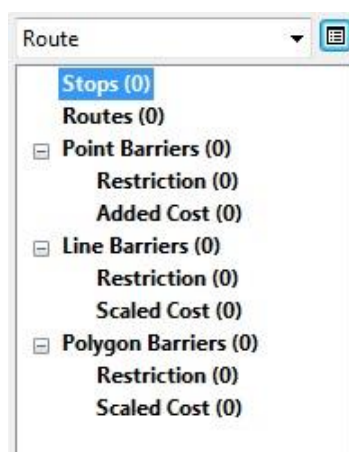 Route
Stops (0)
Routes (0)
Point Barriers (0)
Restriction (0)
Added Cost (0)
Line Barriers (0)
Restriction (0)
Scaled Cost (0)
Polygon Barriers (0)
Restriction (0)
Scaled Cost (0)